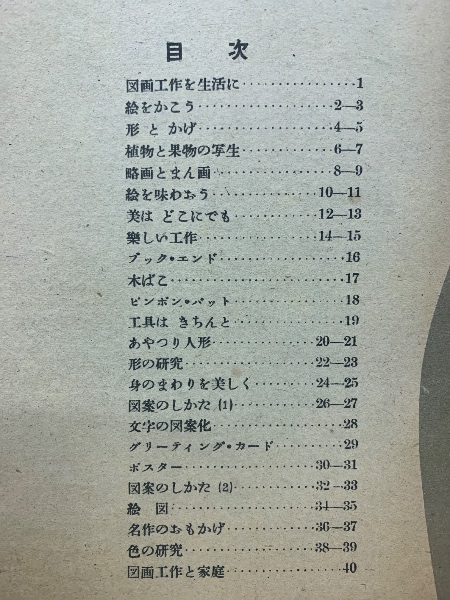 目次
図画工作を生活に………………1
絵をかこう…………………2—3
形とかげ…………………4—5
植物と果物の写生……………6—7
略画とまん画………………8—9
絵を味わおう………………10—11
美は どこにでも……………12—13
樂しい工作………………14—15
ブック・エンド………………16
木ばこ……………………17
ピンポン・バット………………18
工具は きちんと………………19
あやつり人形………………20—21
形の研究…………………22—23
身のまわりを美しく…………24—25
図案のしかた (1)……………26—27
文字の図案化………………28
グリーティング・カード…………29
ポスター…………………30—31
図案のしかた (2)……………32—33
絵図……………………34—35
名作のおもかげ……………36—37
色の研究…………………38—39
図画工作と家庭………………40